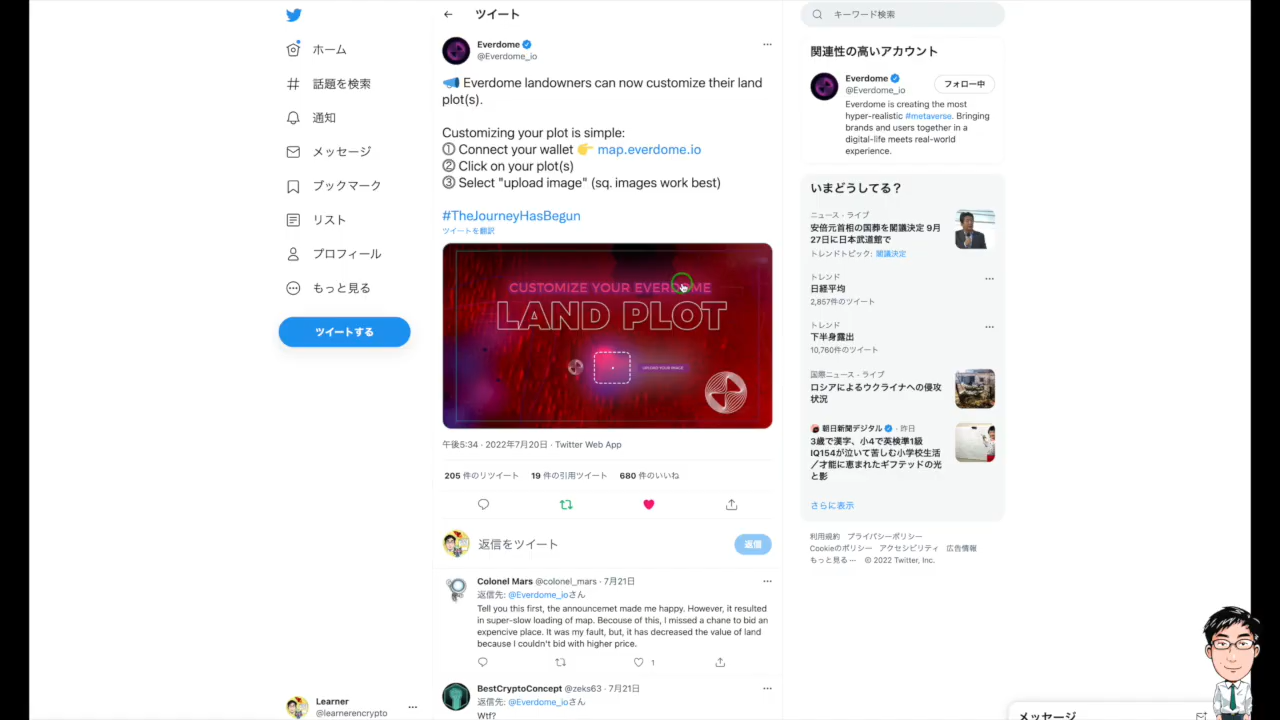 ホーム
話題を検索
通知
メッセージ
ブックマーク
リスト
プロフィール
もっと見る
ツイートする
Learner
@learnerencrypto
ツイート
Everdome
@Everdome_io
Everdome landowners can now customize their land
plot(s).
Customizing your plot is simple:
① Connect your wallet 👉 map.everdome.io
② Click on your plot(s)
③ Select "upload image" (sq. images work best)
#TheJourneyHasBegun
ツイートを翻訳
CUSTOMIZE YOUR EVERDOME
LAND PLOT
UPLOAD YOUR IMAGE
午後5:34 · 2022年7月20日 · Twitter Web App
205 件のリツイート 19 件の引用ツイート 680 件のいいね
返信をツイート
返信
Colonel Mars @colonel_mars · 7月21日
返信先: @Everdome_ioさん
Tell you this first, the announcemet made me happy. However, it resulted
in super-slow loading of map. Becouse of this, I missed a chane to bid an
expencive place. It was my fault, but, it has decreased the value of land
because I couldn't bid with higher price.
1
BestCryptoConcept @zeks63 · 7月21日
返信先: @Everdome_ioさん
Wtf?
キーワード検索
関連性の高いアカウント
Everdome
@Everdome_io
フォロー中
Everdome is creating the most
hyper-realistic #metaverse. Bringing
brands and users together in a
digital-life meets real-world
experience.
いまどうしてる？
ニュース · ライブ
安倍元首相の国葬を閣議決定 9月
27日に日本武道館で
トレンドトピック: 閣議決定
トレンド
日経平均
2,857件のツイート
トレンド
下半身露出
10,760件のツイート
国際ニュース · ライブ
ロシアによるウクライナへの侵攻
状況
朝日新聞デジタル · 昨日
3歳で漢字、小4で英検準1級
IQ154が泣いて苦しむ小学校生活
／才能に恵まれたギフテッドの光
と影
さらに表示
利用規約 プライバシーポリシー
Cookieのポリシー アクセシビリティ 広告情報
もっと見る ··· © 2022 Twitter, Inc.
メッセージ